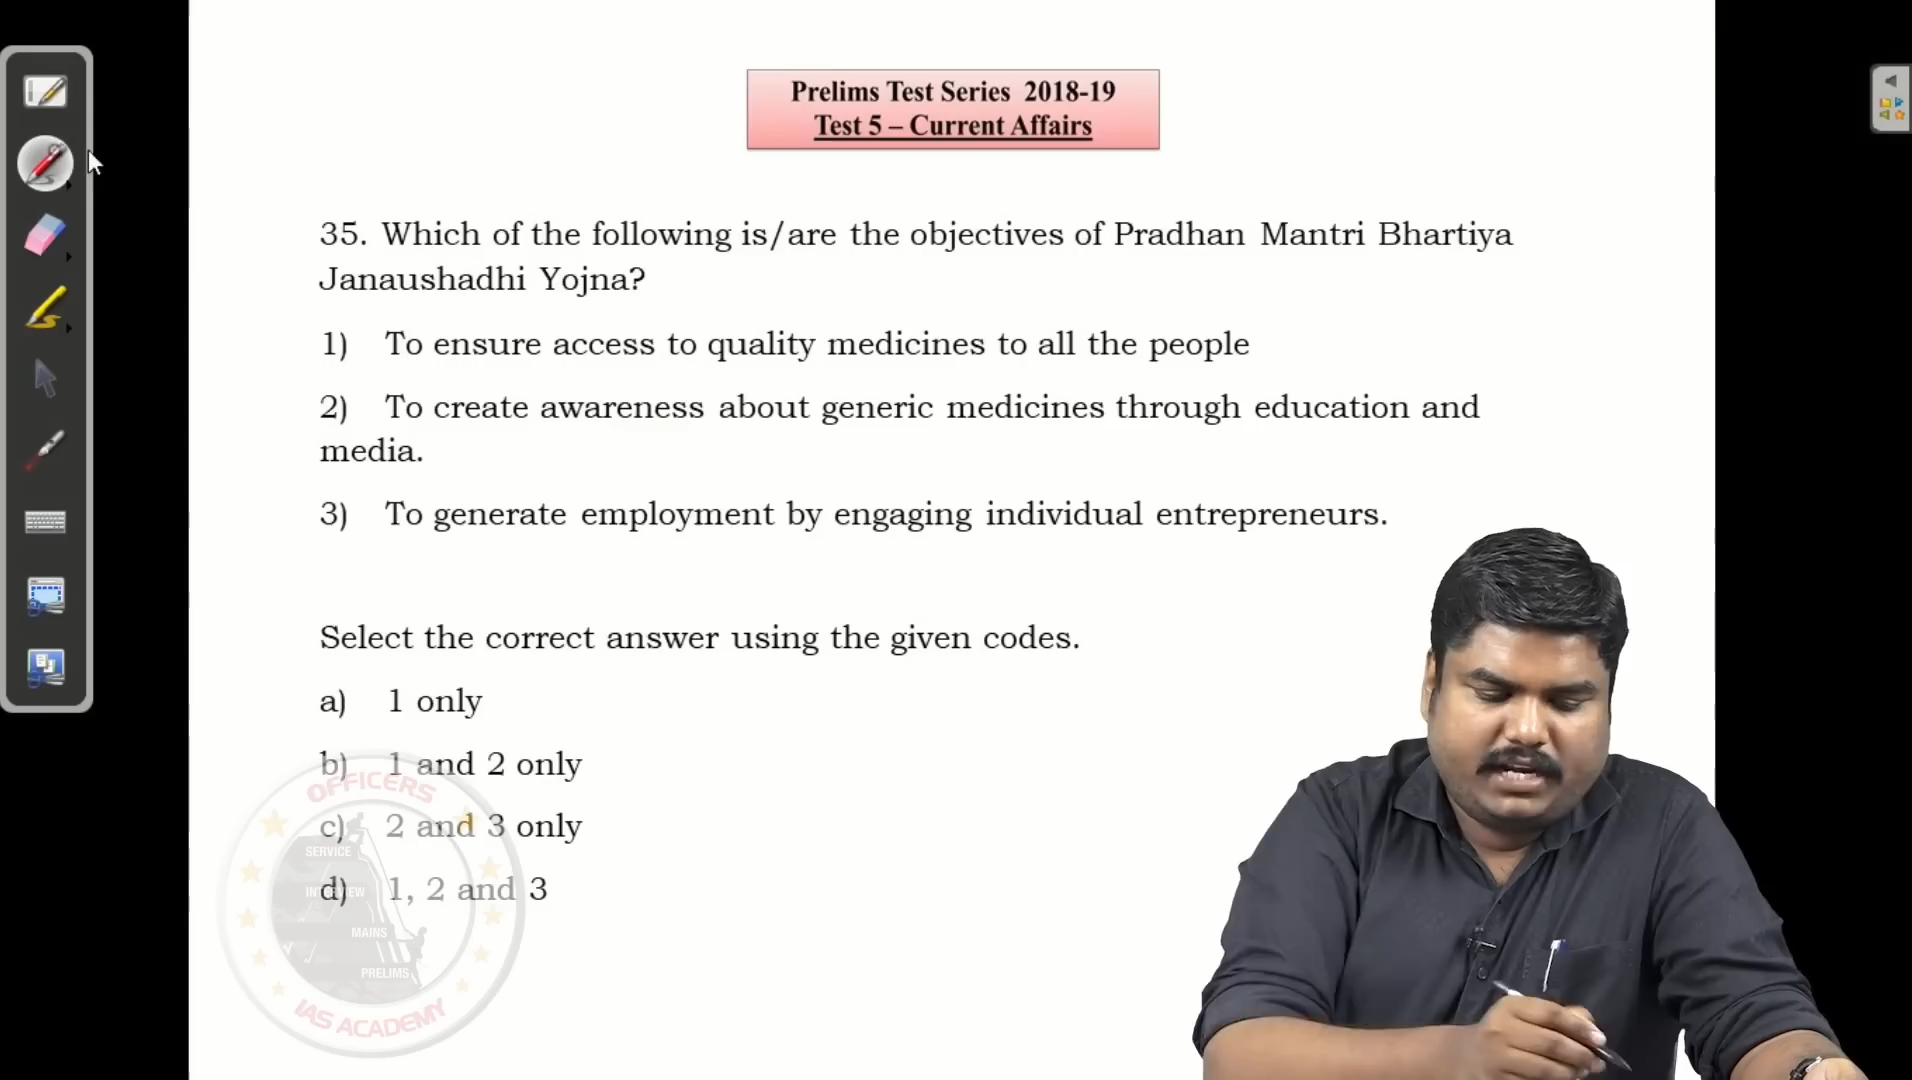 Prelims Test Series 2018-19
Test 5 – Current Affairs
35. Which of the following is/are the objectives of Pradhan Mantri Bhartiya
Janaushadhi Yojna?
1) To ensure access to quality medicines to all the people
2) To create awareness about generic medicines through education and
media.
3) To generate employment by engaging individual entrepreneurs.
Select the correct answer using the given codes.
a) 1 only
b) 1 and 2 only
c) 2 and 3 only
d) 1, 2 and 3
OFFICERS
SERVICE
INTERVIEW
MAINS
PRELIMS
IAS ACADEMY